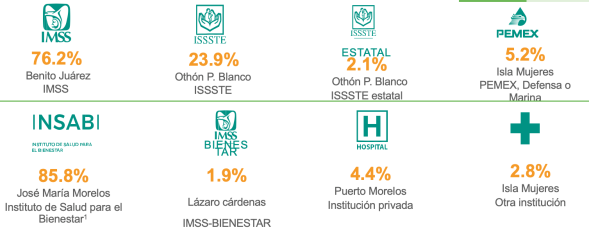 IMSS
76.2%
Benito Juárez
IMSS
ISSSTE
23.9%
Othón P. Blanco
ISSSTE
ISSSTE
ESTATAL
2.1%
Othón P. Blanco
ISSSTE estatal
PEMEX
5.2%
Isla Mujeres
PEMEX, Defensa o
Marina
INSABI
INSTITUTO DE SALUD PARA
EL BIENESTAR
85.8%
José María Morelos
Instituto de Salud para el
Bienestar¹
IMSS
BIENES
TAR
1.9%
Lázaro cárdenas
IMSS-BIENESTAR
H
HOSPITAL
4.4%
Puerto Morelos
Institución privada
2.8%
Isla Mujeres
Otra institución